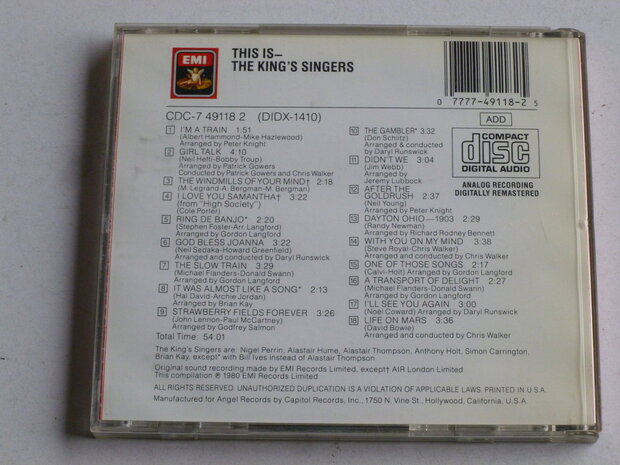 EMI
THIS IS—
THE KING'S SINGERS
0 7777-49118-2 5
CDC-7 49118 2 (DIDX-1410)
ADD
COMPACT
disc
DIGITAL AUDIO
ANALOG RECORDING
DIGITALLY REMASTERED
1 I'M A TRAIN 1:51
(Albert Hammond-Mike Hazlewood)
Arranged by Peter Knight
2 GIRL TALK 4:10
(Neil Hefti-Bobby Troup)
Arranged by Patrick Gowers
Conducted by Patrick Gowers and Chris Walker
3 THE WINDMILLS OF YOUR MIND† 2:18
(M. Legrand-A. Bergman-M. Bergman)
4 I LOVE YOU SAMANTHA† 3:22
(from "High Society")
(Cole Porter)
5 RING DE BANJO* 2:20
(Stephen Foster-Arr. Langford)
Arranged by Gordon Langford
6 GOD BLESS JOANNA 3:22
(Neil Sedaka-Howard Greenfield)
Arranged and conducted by Daryl Runswick
7 THE SLOW TRAIN 3:29
(Michael Flanders-Donald Swann)
Arranged by Gordon Langford
8 IT WAS ALMOST LIKE A SONG* 2:13
(Hal David-Archie Jordan)
Arranged by Brian Kay
9 STRAWBERRY FIELDS FOREVER 3:26
(John Lennon-Paul McCartney)
Arranged by Godfrey Salmon
Total Time: 54:01
10 THE GAMBLER* 3:32
(Don Schlitz)
Arranged & conducted
by Daryl Runswick
11 DIDN'T WE 3:04
(Jim Webb)
Arranged by
Jeremy Lubbock
12 AFTER THE
GOLDRUSH 2:37
(Neil Young)
Arranged by Peter Knight
13 DAYTON OHIO—1903 2:29
(Randy Newman)
Arranged by Richard Rodney Bennett
14 WITH YOU ON MY MIND 3:38
(Steve Royal-Chris Walker)
Arranged and conducted by Chris Walker
15 ONE OF THOSE SONGS 2:17
(Calvi-Holt) Arranged by Gordon Langford
16 A TRANSPORT OF DELIGHT 2:27
(Michael Flanders-Donald Swann)
Arranged by Gordon Langford
17 I'LL SEE YOU AGAIN 3:00
(Noël Coward) Arranged by Daryl Runswick
18 LIFE ON MARS 3:36
(David Bowie)
Arranged and conducted by Chris Walker
The King's Singers are: Nigel Perrin, Alastair Hume, Alastair Thompson, Anthony Holt, Simon Carrington,
Brian Kay, except* with Bill Ives instead of Alastair Thompson
Original sound recording made by EMI Records Limited, except† AIR London Limited
This compilation ℗ 1980 EMI Records Limited
ALL RIGHTS RESERVED. UNAUTHORIZED DUPLICATION IS A VIOLATION OF APPLICABLE LAWS. PRINTED IN U.S.A.
Manufactured for Angel Records by Capitol Records, Inc., 1750 N. Vine St., Hollywood, California, U.S.A.